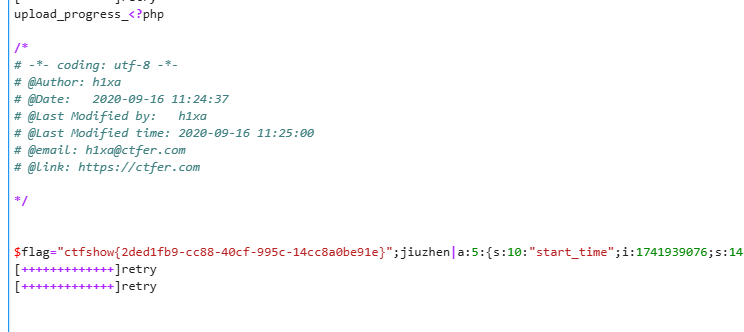 upload_progress_<?php
/*
# -*- coding: utf-8 -*-
# @Author: h1xa
# @Date:   2020-09-16 11:24:37
# @Last Modified by:   h1xa
# @Last Modified time: 2020-09-16 11:25:00
# @email: h1xa@ctfer.com
# @link: https://ctfer.com
*/
$flag="ctfshow{2ded1fb9-cc88-40cf-995c-14cc8a0be91e}";jiuzhen|a:5:{s:10:"start_time";i:1741939076;s:14
[+++++++++++++]retry
[+++++++++++++]retry